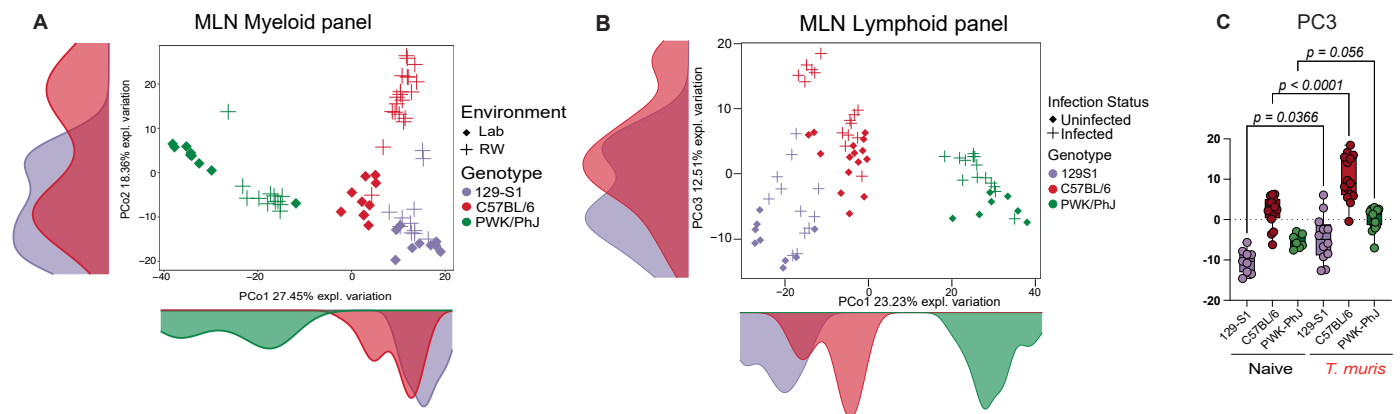 A
MLN Myeloid panel
PCo2 18.36% expl. variation
20
10
0
−10
−20
−40
−20
0
20
PCo1 27.45% expl. variation
Environment
Lab
RW
Genotype
129-S1
C57BL/6
PWK/PhJ
B
MLN Lymphoid panel
PCo3 12.51% expl. variation
20
10
0
−10
−20
0
20
40
PCo1 23.23% expl. variation
Infection Status
Uninfected
Infected
Genotype
129S1
C57BL/6
PWK/PhJ
C
PC3
p = 0.056
p < 0.0001
p = 0.0366
20
10
0
-10
-20
129-S1
C57BL/6
PWK-PhJ
129-S1
C57BL/6
PWK-PhJ
Naive
T. muris